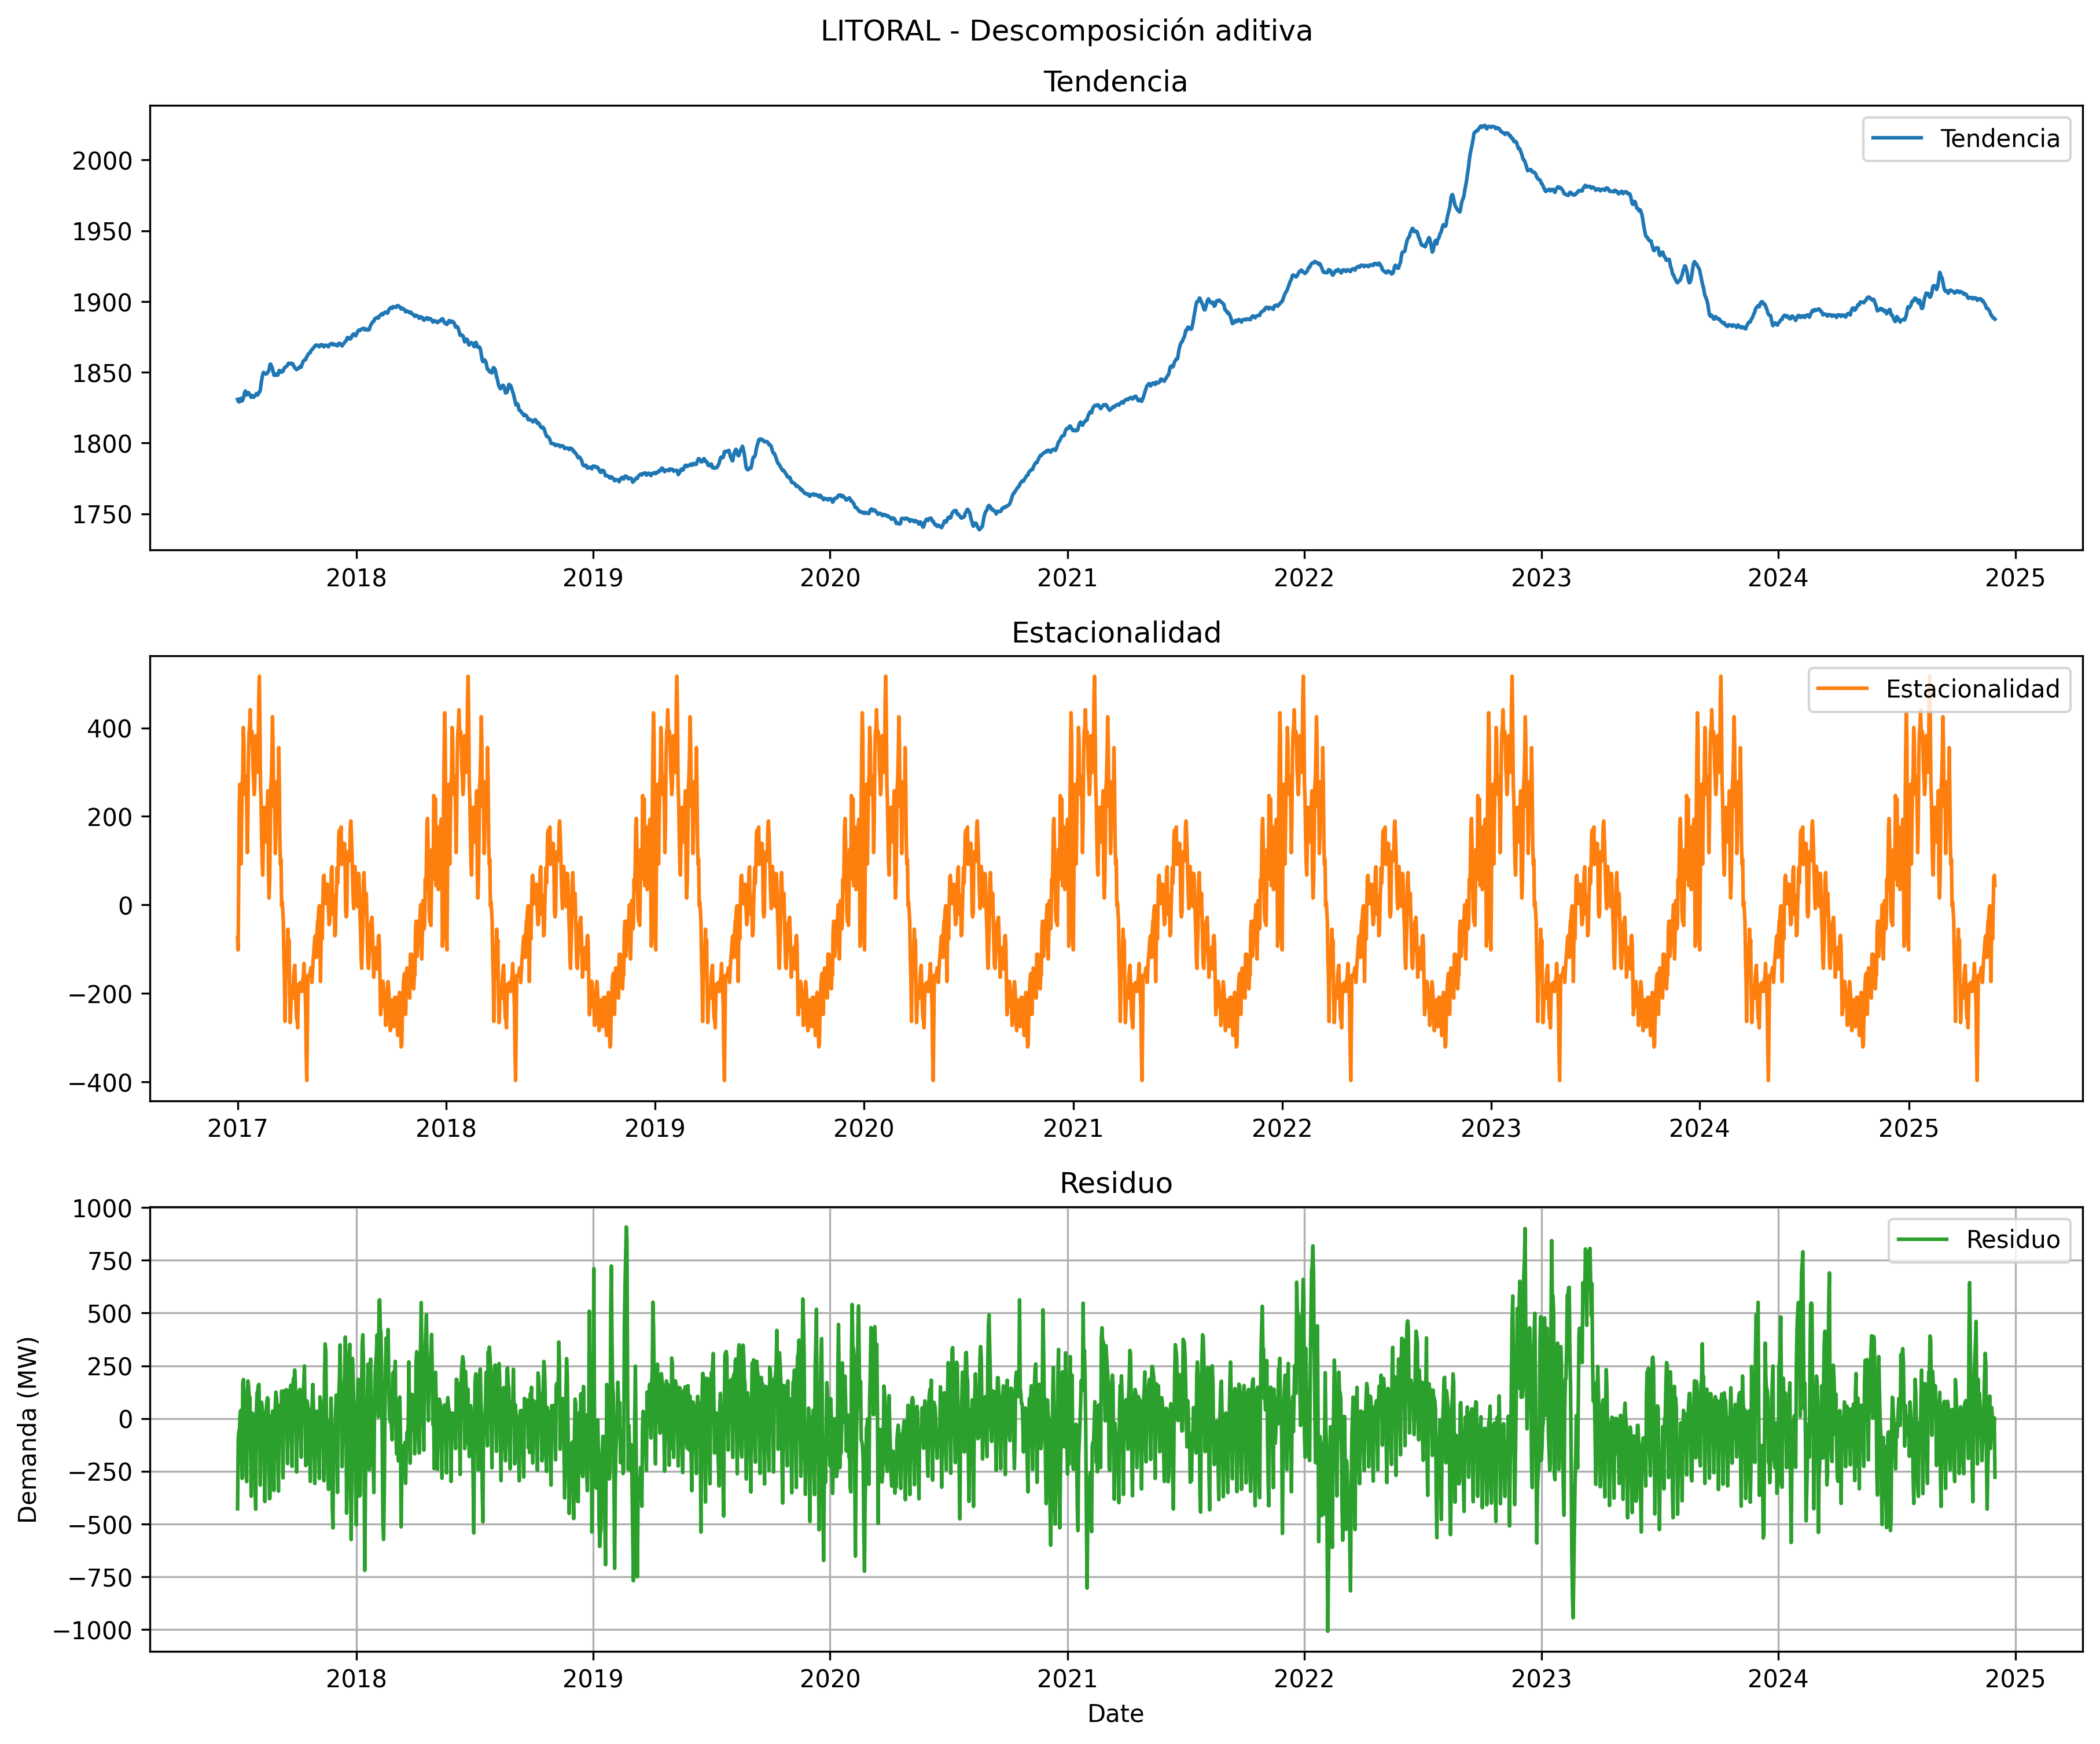 LITORAL - Descomposición aditiva
Tendencia
Tendencia
2000
1950
1900
1850
1800
1750
2018 2019 2020 2021 2022 2023 2024 2025
Estacionalidad
Estacionalidad
400
200
0
−200
−400
2017 2018 2019 2020 2021 2022 2023 2024 2025
Residuo
Residuo
Demanda (MW)
1000
750
500
250
0
−250
−500
−750
−1000
2018 2019 2020 2021 2022 2023 2024 2025
Date